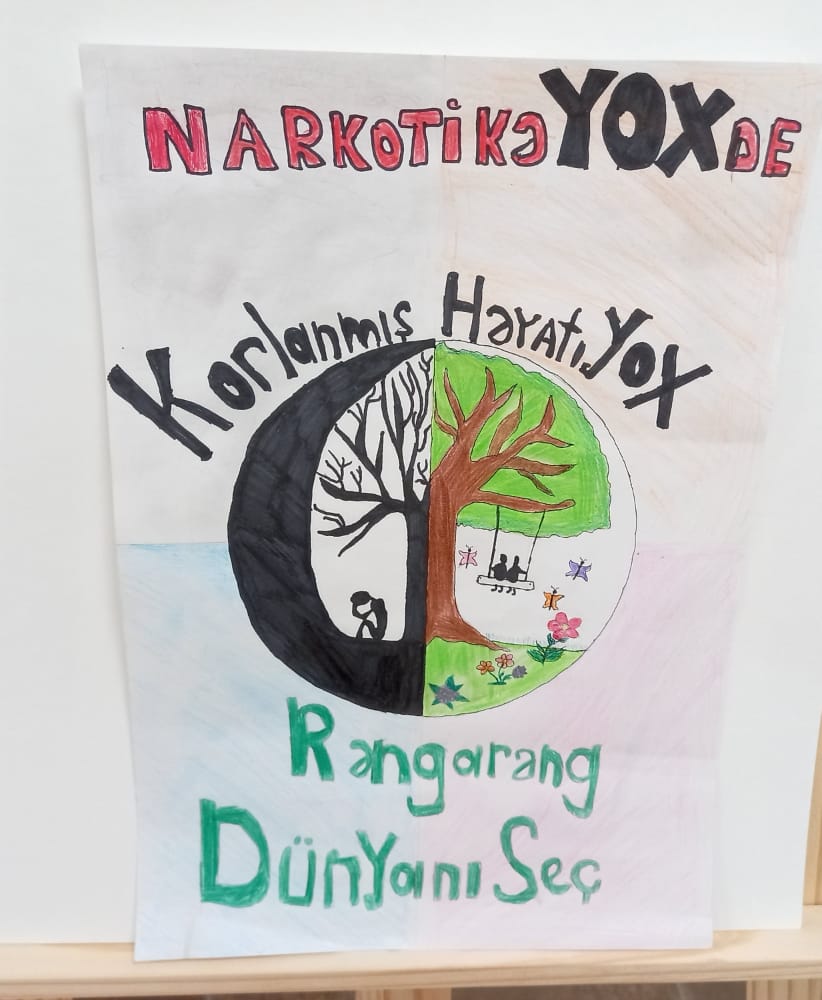 NARKOTİKƏ YOX DE
Korlanmış Həyatı, Yox
Rəngarəng
Dünyanı Seç